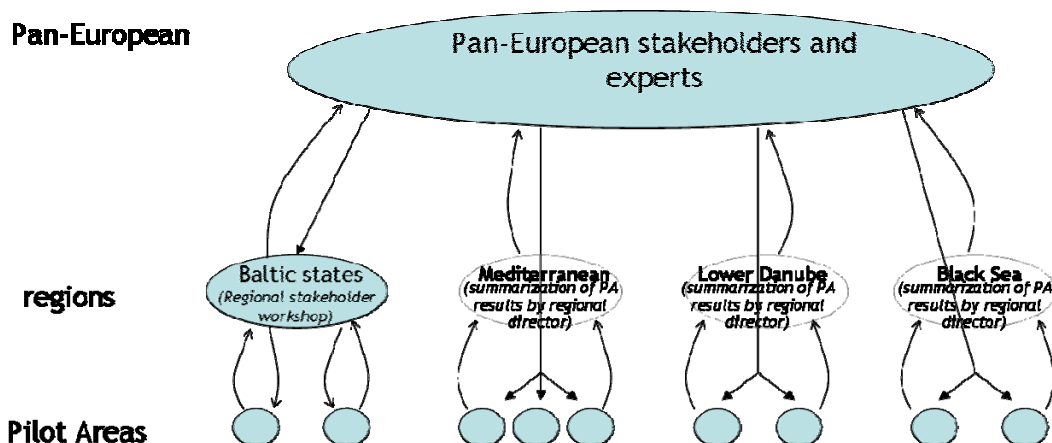 Pan-European
Pan-European stakeholders and
experts
regions
Baltic states
(Regional stakeholder
workshop)
Mediterranean
(summarization of PA
results by regional
director)
Lower Danube
(summarization of PA
results by regional
director)
Black Sea
(summarization of PA
results by regional
director)
Pilot Areas